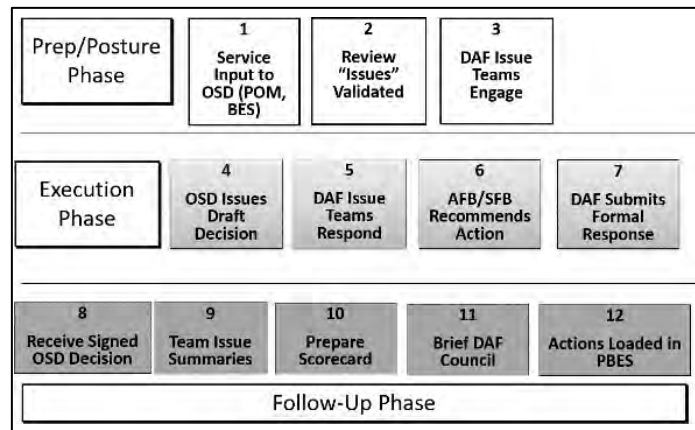 Prep/Posture
Phase
1
Service
Input to
OSD (POM,
BES)
2
Review
“Issues”
Validated
3
DAF Issue
Teams
Engage
Execution
Phase
4
OSD Issues
Draft
Decision
5
DAF Issue
Teams
Respond
6
AFB/SFB
Recommends
Action
7
DAF Submits
Formal
Response
8
Receive Signed
OSD Decision
9
Team Issue
Summaries
10
Prepare
Scorecard
11
Brief DAF
Council
12
Actions Loaded in
PBES
Follow-Up Phase